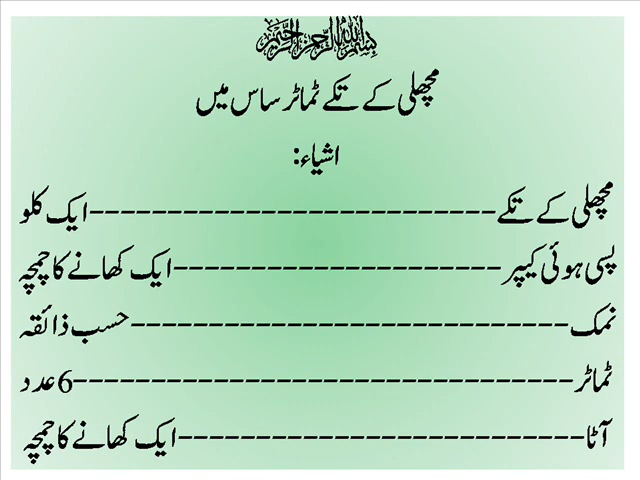 بسم اللہ الرحمن الرحیم
مچھلی کے تکے ٹماٹر ساس میں
اشیاء:
مچھلی کے تکے--------------------------ایک کلو
پسی ہوئی کیپر---------------------ایک کھانے کا چمچہ
نمک----------------------------حسب ذائقہ
ٹماٹر--------------------------------6 عدد
آٹا--------------------------ایک کھانے کا چمچہ